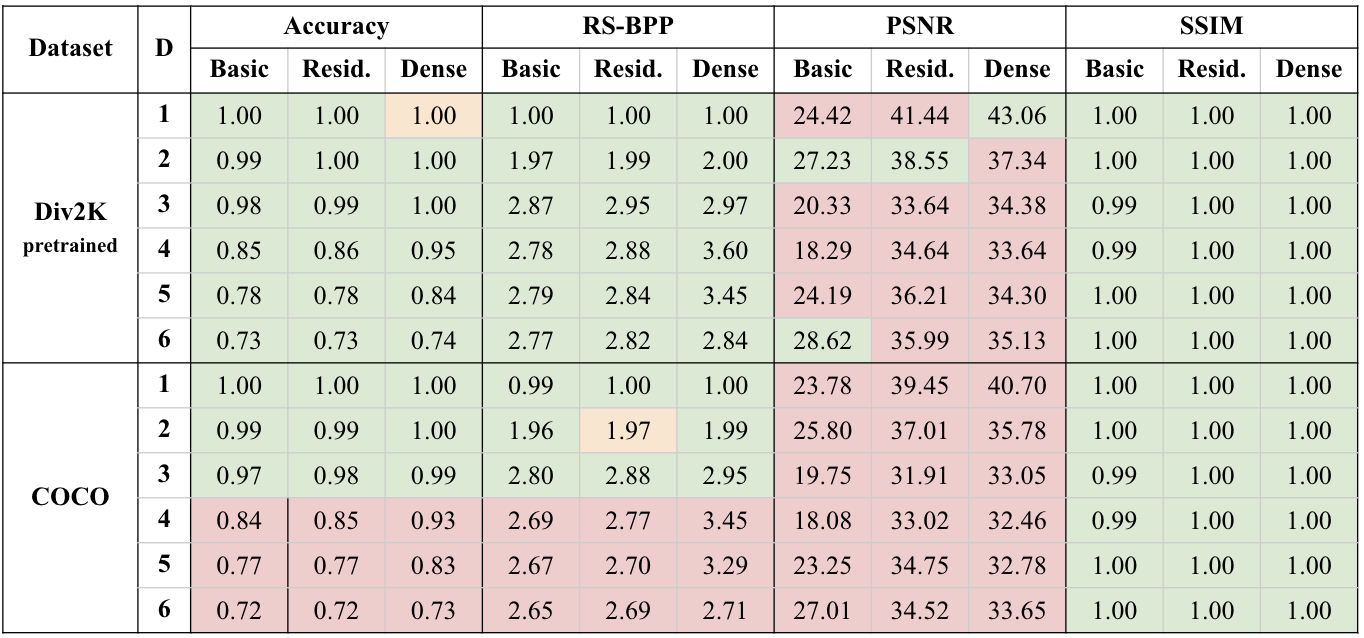 Dataset D Accuracy RS-BPP PSNR SSIM
Basic Resid. Dense Basic Resid. Dense Basic Resid. Dense Basic Resid. Dense
Div2K pretrained
1 1.00 1.00 1.00 1.00 1.00 1.00 24.42 41.44 43.06 1.00 1.00 1.00
2 0.99 1.00 1.00 1.97 1.99 2.00 27.23 38.55 37.34 1.00 1.00 1.00
3 0.98 0.99 1.00 2.87 2.95 2.97 20.33 33.64 34.38 0.99 1.00 1.00
4 0.85 0.86 0.95 2.78 2.88 3.60 18.29 34.64 33.64 0.99 1.00 1.00
5 0.78 0.78 0.84 2.79 2.84 3.45 24.19 36.21 34.30 1.00 1.00 1.00
6 0.73 0.73 0.74 2.77 2.82 2.84 28.62 35.99 35.13 1.00 1.00 1.00
COCO
1 1.00 1.00 1.00 0.99 1.00 1.00 23.78 39.45 40.70 1.00 1.00 1.00
2 0.99 0.99 1.00 1.96 1.97 1.99 25.80 37.01 35.78 1.00 1.00 1.00
3 0.97 0.98 0.99 2.80 2.88 2.95 19.75 31.91 33.05 0.99 1.00 1.00
4 0.84 0.85 0.93 2.69 2.77 3.45 18.08 33.02 32.46 0.99 1.00 1.00
5 0.77 0.77 0.83 2.67 2.70 3.29 23.25 34.75 32.78 1.00 1.00 1.00
6 0.72 0.72 0.73 2.65 2.69 2.71 27.01 34.52 33.65 1.00 1.00 1.00